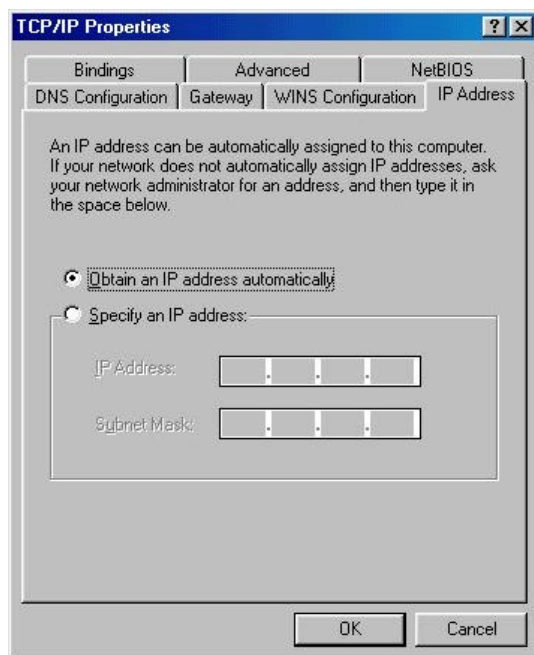 TCP/IP Properties
? X
Bindings Advanced NetBIOS
DNS Configuration Gateway WINS Configuration IP Address
An IP address can be automatically assigned to this computer.
If your network does not automatically assign IP addresses, ask
your network administrator for an address, and then type it in
the space below.
Obtain an IP address automatically
Specify an IP address:
IP Address:
. . .
Subnet Mask:
. . .
OK Cancel